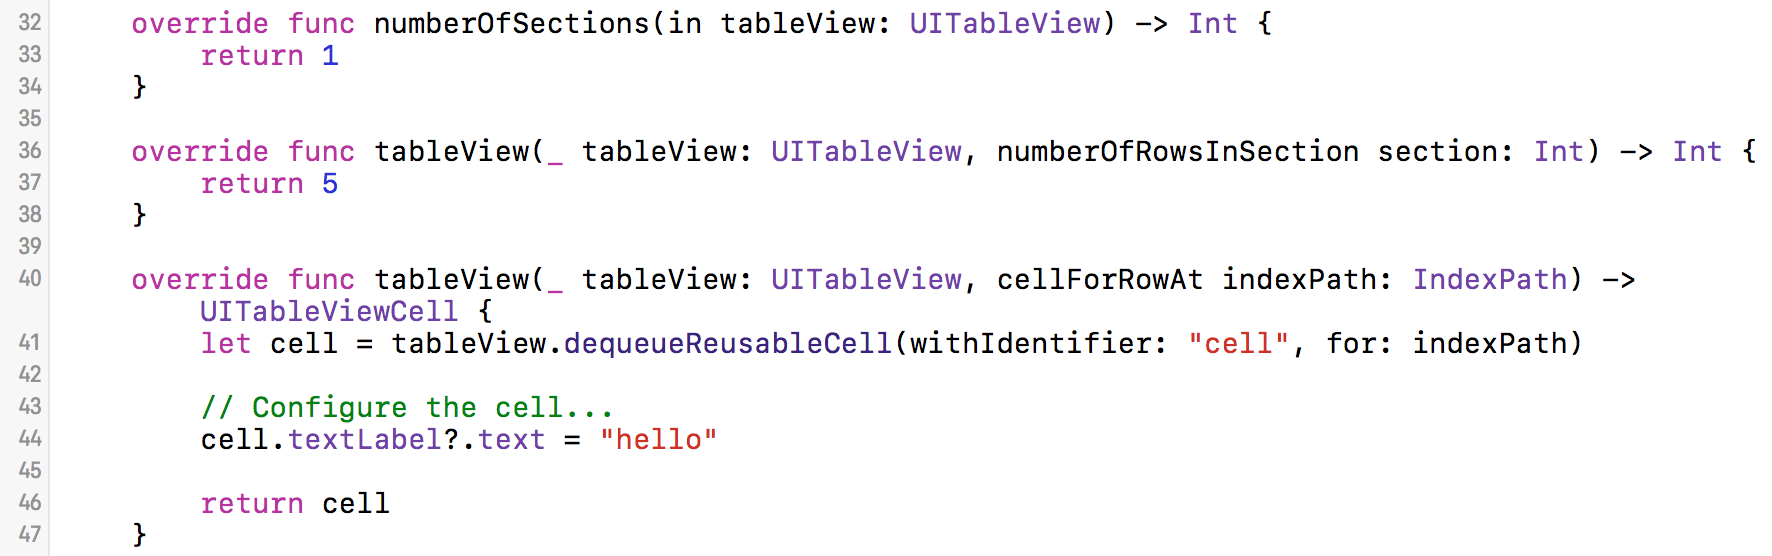 32 override func numberOfSections(in tableView: UITableView) -> Int {
33 return 1
34 }
35
36 override func tableView(_ tableView: UITableView, numberOfRowsInSection section: Int) -> Int {
37 return 5
38 }
39
40 override func tableView(_ tableView: UITableView, cellForRowAt indexPath: IndexPath) ->
UITableViewCell {
41 let cell = tableView.dequeueReusableCell(withIdentifier: "cell", for: indexPath)
42
43 // Configure the cell...
44 cell.textLabel?.text = "hello"
45
46 return cell
47 }